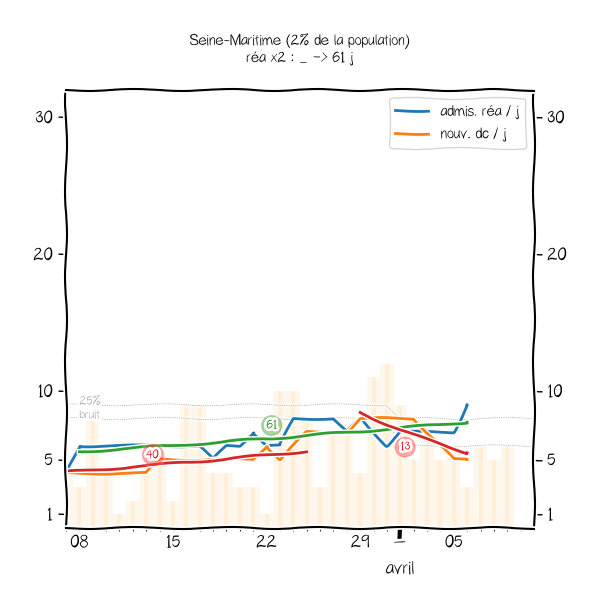 Seine-Maritime (2% de la population)
réa x2 : _ -> 61 j
admis. réa / j
nouv. dc / j
30
30
20
20
10
10
25%
bruit
61
40
13
5
5
1
1
08 15 22 29 1 05
avril